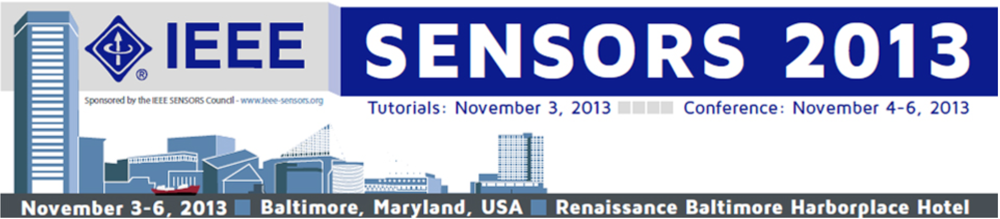 IEEE
®
SENSORS 2013
Sponsored by the IEEE SENSORS Council - www.ieee-sensors.org
Tutorials: November 3, 2013 Conference: November 4-6, 2013
November 3-6, 2013 Baltimore, Maryland, USA Renaissance Baltimore Harborplace Hotel